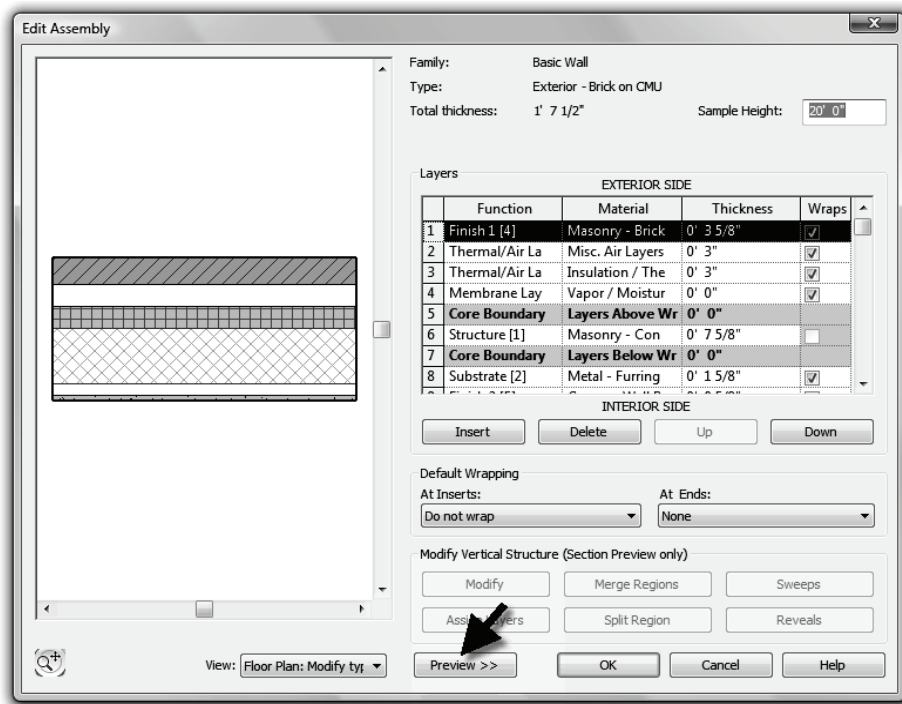 Edit Assembly
x
Family: Basic Wall
Type: Exterior - Brick on CMU
Total thickness: 1' 7 1/2" Sample Height: 20' 0"
Layers
EXTERIOR SIDE
Function Material Thickness Wraps
1 Finish 1 [4] Masonry - Brick 0' 3 5/8"
2 Thermal/Air La Misc. Air Layers 0' 3"
3 Thermal/Air La Insulation / The 0' 3"
4 Membrane Lay Vapor / Moistur 0' 0"
5 Core Boundary Layers Above Wr 0' 0"
6 Structure [1] Masonry - Con 0' 7 5/8"
7 Core Boundary Layers Below Wr 0' 0"
8 Substrate [2] Metal - Furring 0' 1 5/8"
INTERIOR SIDE
Insert Delete Up Down
Default Wrapping
At Inserts: At Ends:
Do not wrap None
Modify Vertical Structure (Section Preview only)
Modify Merge Regions Sweeps
Split Region Reveals
View: Floor Plan: Modify typ Preview >> OK Cancel Help